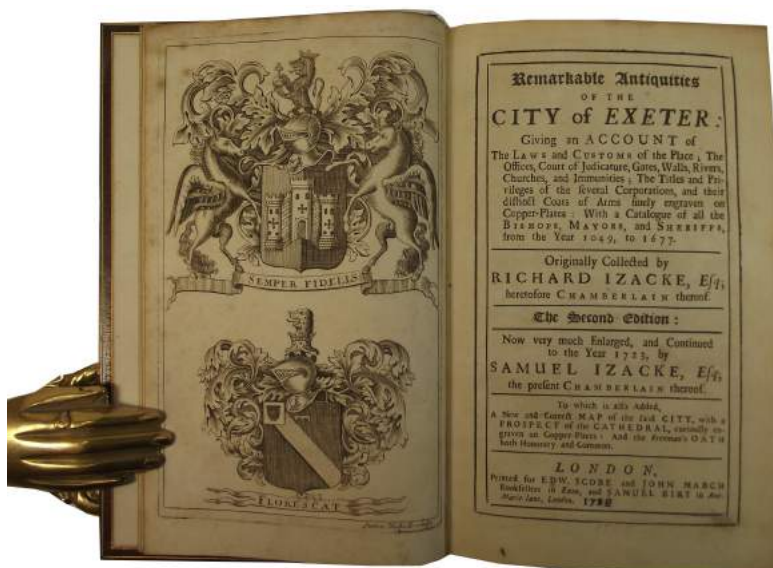 SEMPER FIDELIS
FLORESCAT
Remarkable Antiquities
OF THE
CITY of EXETER:
Giving an ACCOUNT of
The LAWS and CUSTOMS of the Place; The
Offices, Court of Judicature, Gates, Walls, Rivers,
Churches, and Immunities; The Titles and Pri-
vileges of the several Corporations, and their
distinct Coats of Arms finely engraven on
Copper-Plates: With a Catalogue of all the
BISHOPS, MAYORS, and SHERIFFS,
from the Year 1049, to 1677.
Originally Collected by
RICHARD IZACKE, Esq;
heretofore CHAMBERLAIN thereof.
The Second Edition:
Now very much Enlarged, and Continued
to the Year 1723, by
SAMUEL IZACKE, Esq;
the present CHAMBERLAIN thereof.
To which is also Added,
A New and Correct MAP of the said CITY, with a
PROSPECT of the CATHEDRAL, curiously en-
graven on Copper-Plates: And the Freeman's OATH
both Honorary and Common.
LONDON,
Printed for EDW. SCORE and JOHN MARCH
Booksellers in Exon, and SAMUEL BIRT in Ave-
Marie-lane, London.